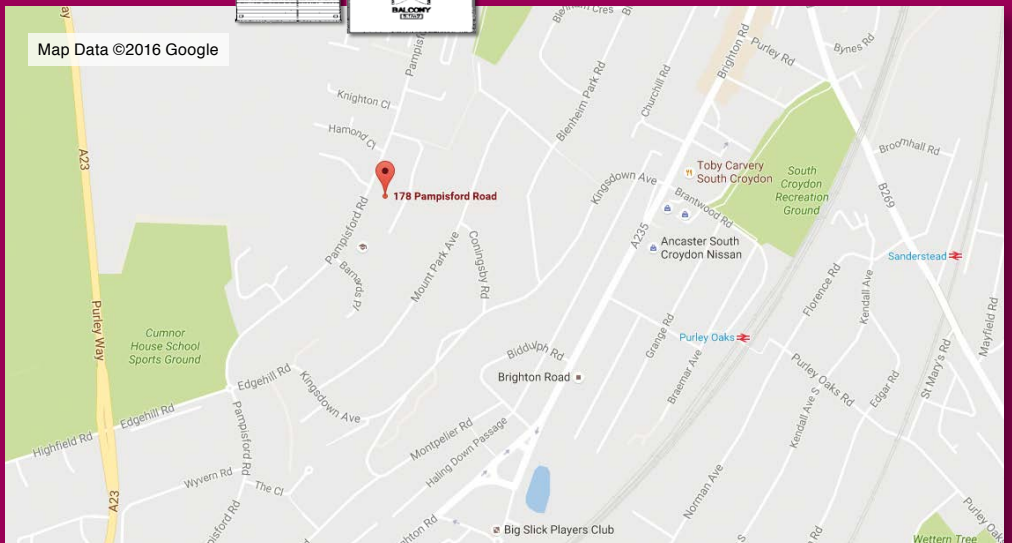 BALCONY
Map Data ©2016 Google
Blenheim Cres
Purley Rd
Bynes Rd
Brighton Rd
Knighton Cl
Churchill Rd
Blenheim Park Rd
Hamond Cl
Broomhall Rd
A23
Toby Carvery
South Croydon
South
Croydon
Recreation
Ground
178 Pampisford Road
Kingsdown Ave
Brantwood Rd
B269
Pampisford Rd
A235
Ancaster South
Croydon Nissan
Mount Park Ave
Coningsby Rd
Sanderstead
Barnards Pl
Florence Rd
Kendall Ave
Mayfield Rd
Purley Way
Cumnor
House School
Sports Ground
Grange Rd
Purley Oaks
Biddulph Rd
Brighton Road
Braemar Ave
Purley Oaks Rd
Edgar Rd
St Mary's Rd
Edgehill Rd
Kingsdown Ave
Kendall Ave S
Edgehill Rd
Highfield Rd
Pampisford Rd
Montpelier Rd
Haling Down Passage
Wyvern Rd
The Cl
Norman Ave
A23
Big Slick Players Club
Wettern Tree